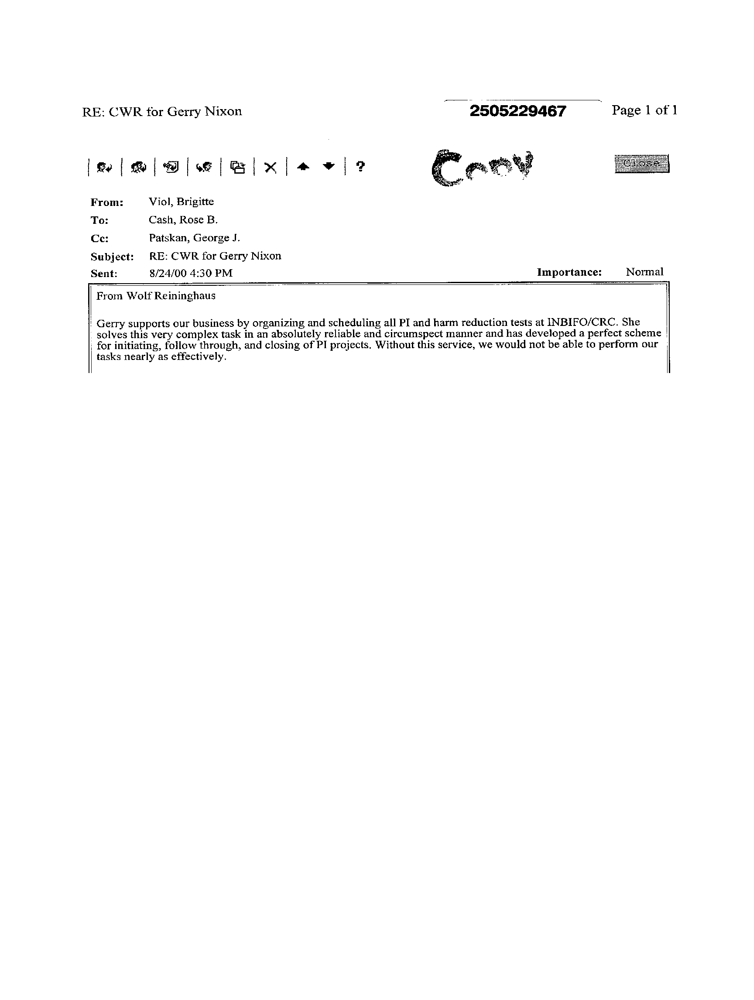 RE: CWR for Gerry Nixon 2505229467 Page 1 of 1
? Copy Close
From: Viol, Brigitte
To: Cash, Rose B.
Cc: Patskan, George J.
Subject: RE: CWR for Gerry Nixon
Sent: 8/24/00 4:30 PM Importance: Normal
From Wolf Reininghaus
Gerry supports our business by organizing and scheduling all PI and harm reduction tests at INBIFO/CRC. She
solves this very complex task in an absolutely reliable and circumspect manner and has developed a perfect scheme
for initiating, follow through, and closing of PI projects. Without this service, we would not be able to perform our
tasks nearly as effectively.